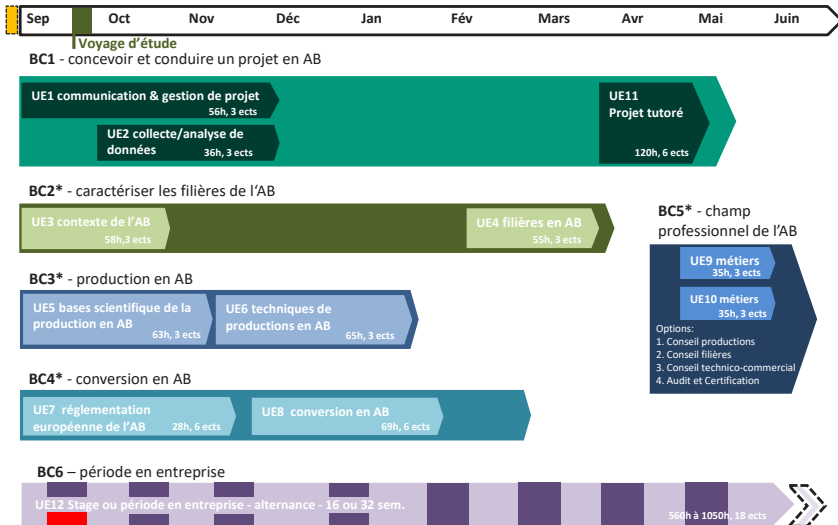 Sep Oct Nov Déc Jan Fév Mars Avr Mai Juin
Voyage d'étude
BC1 - concevoir et conduire un projet en AB
UE1 communication & gestion de projet
56h, 3 ects
UE2 collecte/analyse de
données
36h, 3 ects
UE11
Projet tutoré
120h, 6 ects
BC2* - caractériser les filières de l'AB
UE3 contexte de l'AB
58h,3 ects
UE4 filières en AB
55h, 3 ects
BC5* - champ
professionnel de l'AB
UE9 métiers
35h, 3 ects
UE10 métiers
35h, 3 ects
Options:
1. Conseil productions
2. Conseil filières
3. Conseil technico-commercial
4. Audit et Certification
BC3* - production en AB
UE5 bases scientifique de la
production en AB
63h, 3 ects
UE6 techniques de
productions en AB
65h, 3 ects
BC4* - conversion en AB
UE7 réglementation
européenne de l'AB
28h, 6 ects
UE8 conversion en AB
69h, 6 ects
BC6 – période en entreprise
UE12 Stage ou période en entreprise - alternance - 16 ou 32 sem.
560h à 1050h, 18 ects